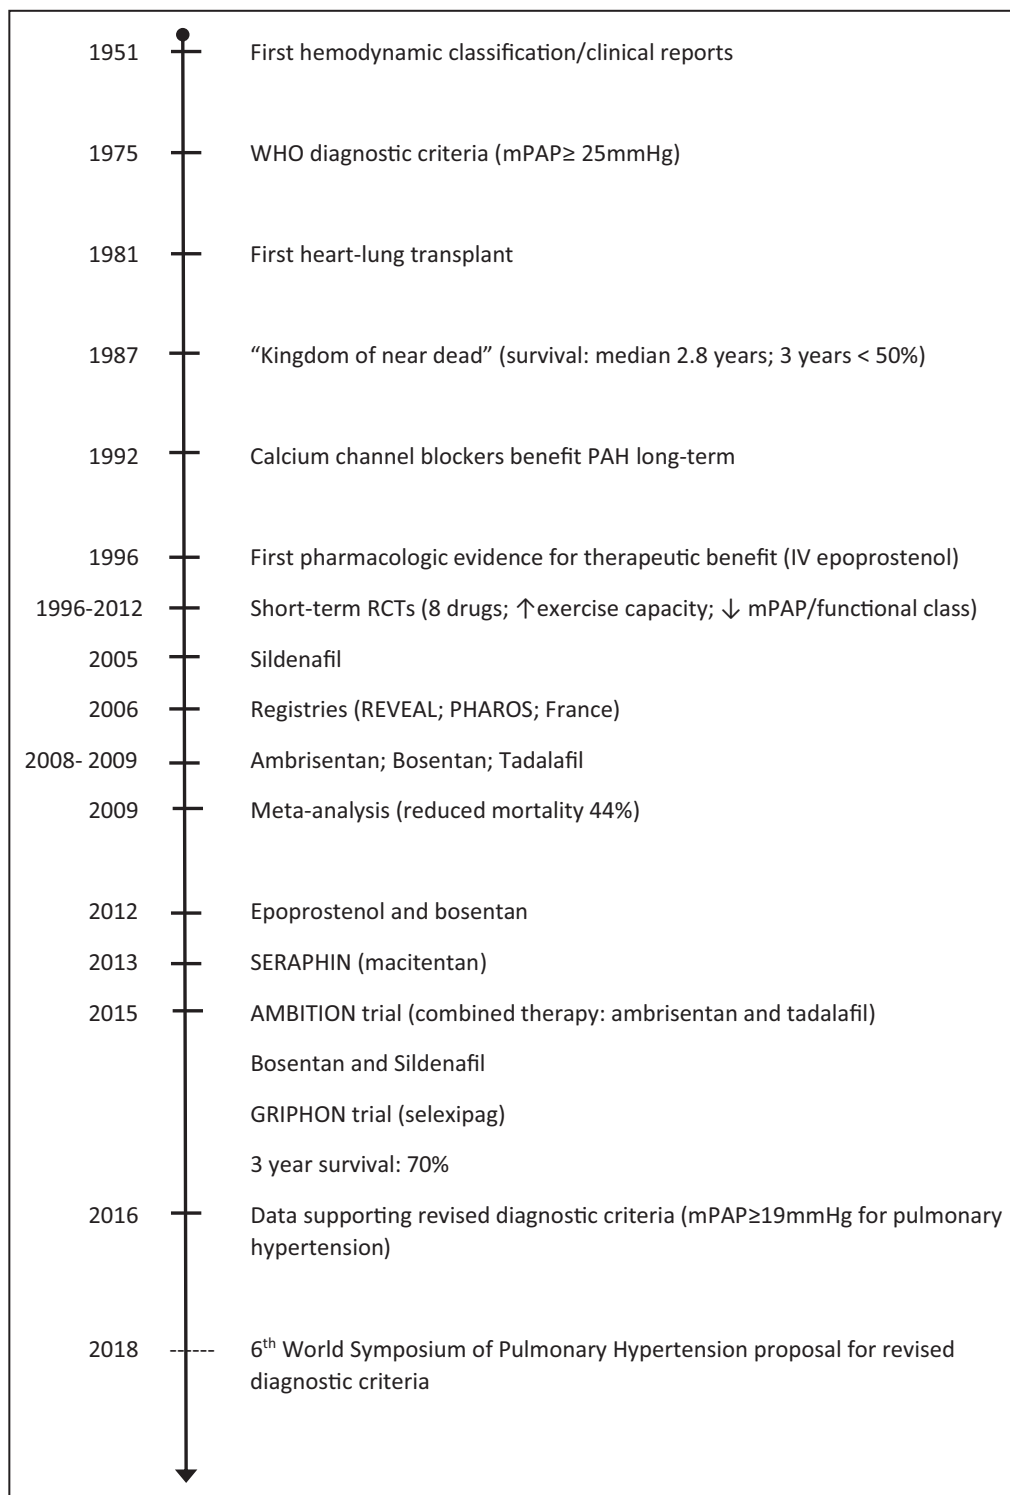 1951 First hemodynamic classification/clinical reports
1975 WHO diagnostic criteria (mPAP≥ 25mmHg)
1981 First heart-lung transplant
1987 “Kingdom of near dead” (survival: median 2.8 years; 3 years < 50%)
1992 Calcium channel blockers benefit PAH long-term
1996 First pharmacologic evidence for therapeutic benefit (IV epoprostenol)
1996-2012 Short-term RCTs (8 drugs; ↑exercise capacity; ↓ mPAP/functional class)
2005 Sildenafil
2006 Registries (REVEAL; PHAROS; France)
2008- 2009 Ambrisentan; Bosentan; Tadalafil
2009 Meta-analysis (reduced mortality 44%)
2012 Epoprostenol and bosentan
2013 SERAPHIN (macitentan)
2015 AMBITION trial (combined therapy: ambrisentan and tadalafil)
Bosentan and Sildenafil
GRIPHON trial (selexipag)
3 year survival: 70%
2016 Data supporting revised diagnostic criteria (mPAP≥19mmHg for pulmonary
hypertension)
2018 6th World Symposium of Pulmonary Hypertension proposal for revised
diagnostic criteria